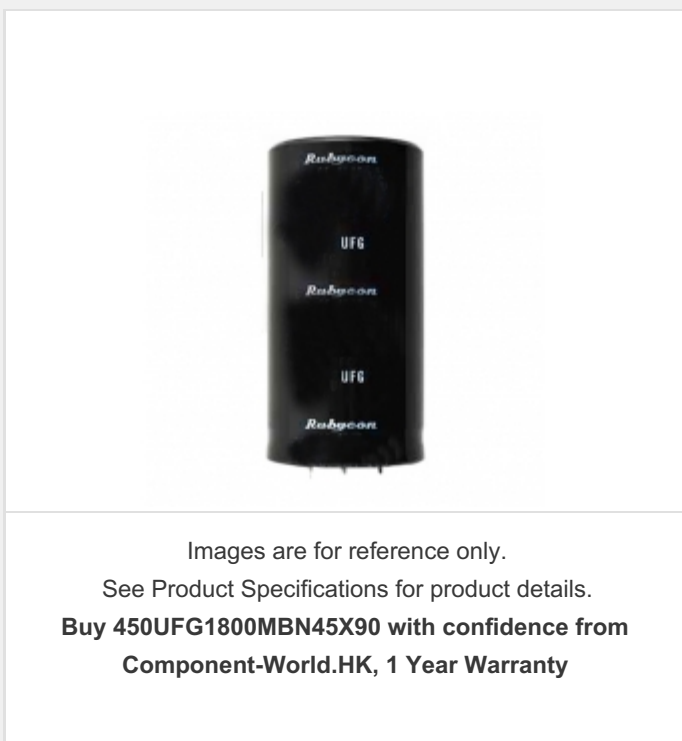 Rubycon
UFG
Rubycon
UFG
Rubycon
Images are for reference only.
See Product Specifications for product details.
Buy 450UFG1800MBN45X90 with confidence from
Component-World.HK, 1 Year Warranty